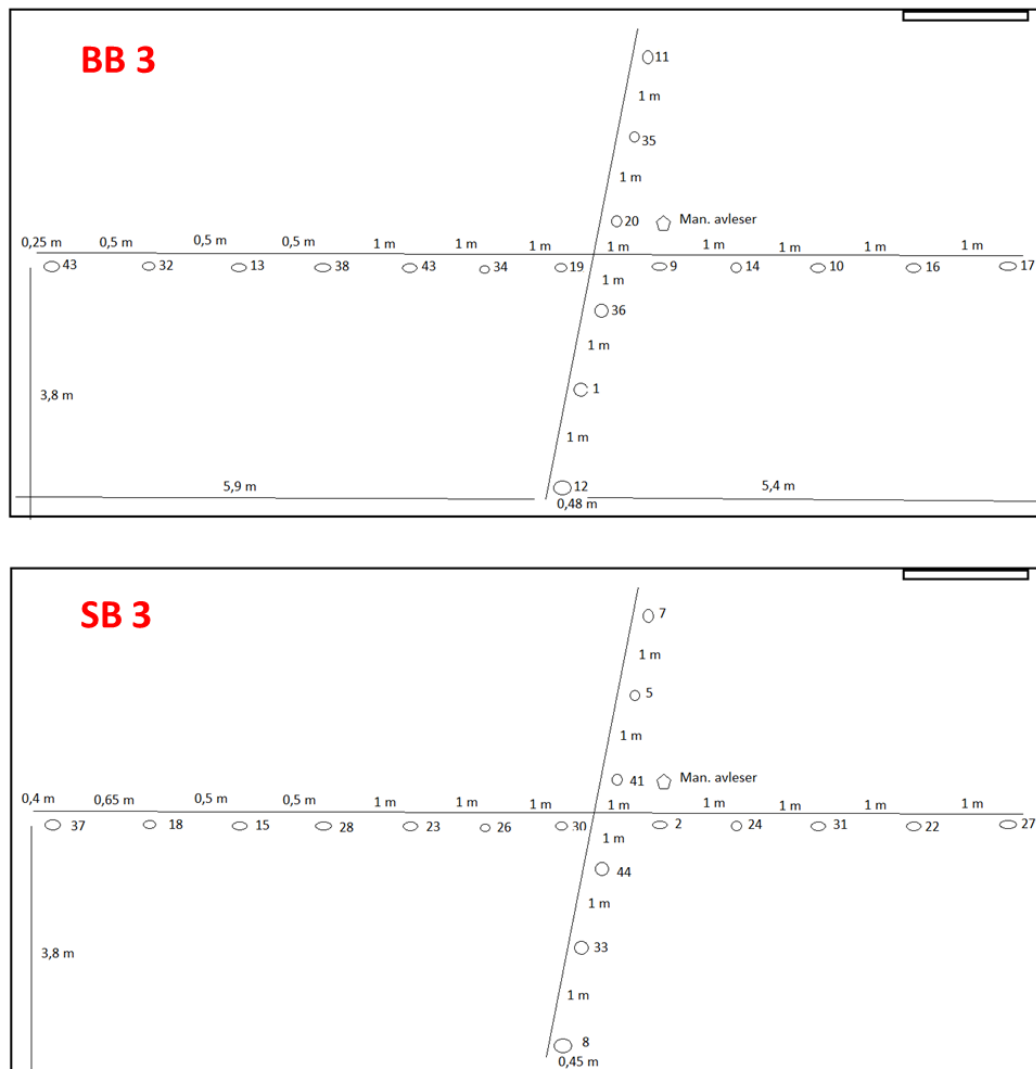 BB 3
11
1 m
35
1 m
20 Man. avleser
0,25 m 0,5 m 0,5 m 0,5 m 1 m 1 m 1 m 1 m 1 m 1 m 1 m 1 m
43 32 13 38 43 34 19 9 14 10 16 17
1 m
36
1 m
3,8 m 1
1 m
5,9 m 12 5,4 m
0,48 m
SB 3
7
1 m
5
1 m
41 Man. avleser
0,4 m 0,65 m 0,5 m 0,5 m 1 m 1 m 1 m 1 m 1 m 1 m 1 m 1 m
37 18 15 28 23 26 30 2 24 31 22 27
1 m
44
1 m
3,8 m 33
1 m
8
0,45 m